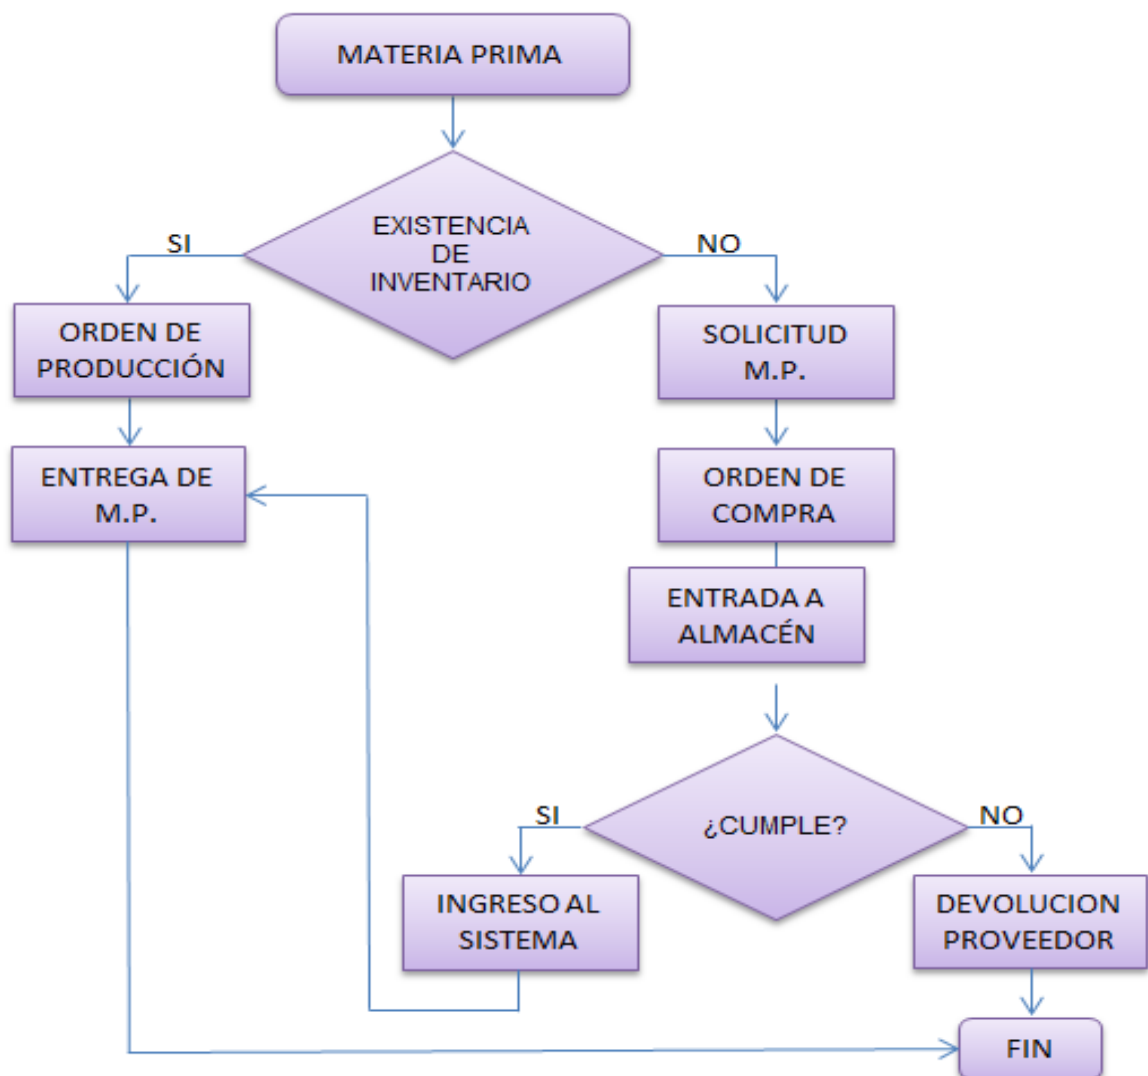 MATERIA PRIMA
EXISTENCIA
DE
INVENTARIO
SI
NO
ORDEN DE
PRODUCCIÓN
SOLICITUD
M.P.
ENTREGA DE
M.P.
ORDEN DE
COMPRA
ENTRADA A
ALMACÉN
¿CUMPLE?
SI
NO
INGRESO AL
SISTEMA
DEVOLUCION
PROVEEDOR
FIN